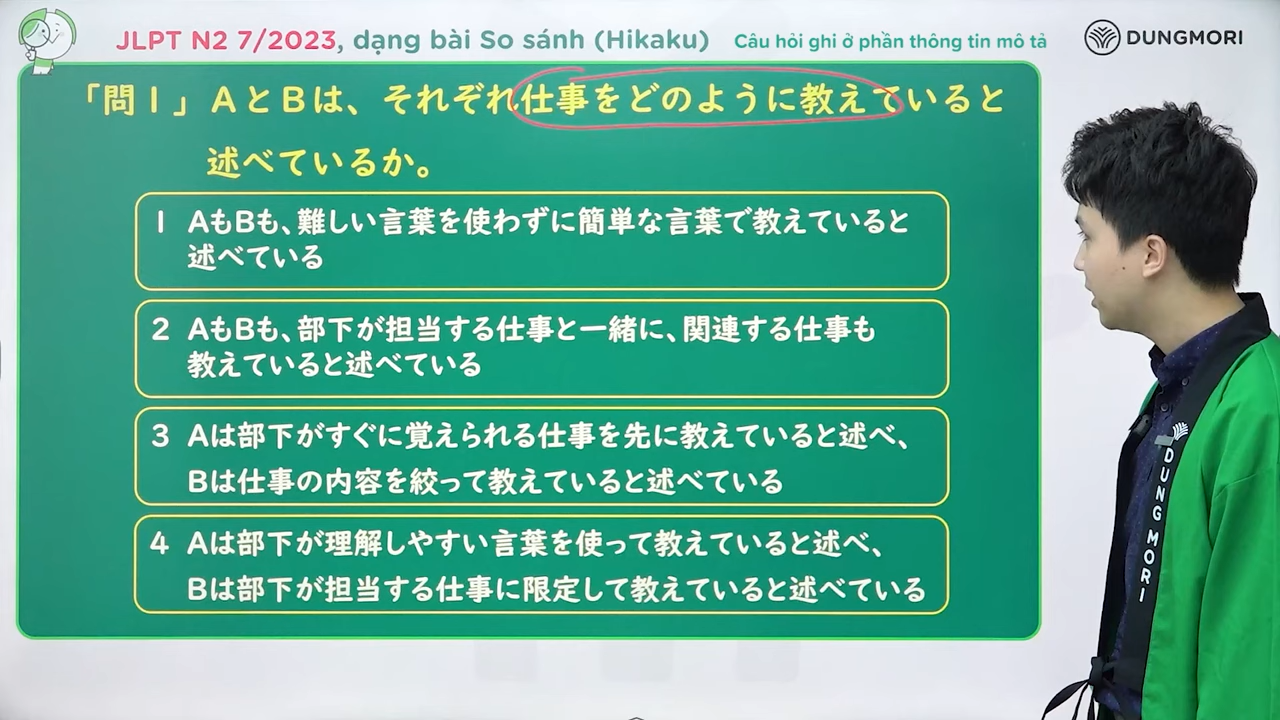 JLPT N2 7/2023, dạng bài So sánh (Hikaku)
Câu hỏi ghi ở phần thông tin mô tả
DUNGMORI
「問1」AとBは、それぞれ仕事をどのように教えていると
述べているか。
1 AもBも、難しい言葉を使わずに簡単な言葉で教えていると
述べている
2 AもBも、部下が担当する仕事と一緒に、関連する仕事も
教えていると述べている
3 Aは部下がすぐに覚えられる仕事を先に教えていると述べ、
Bは仕事の内容を絞って教えていると述べている
4 Aは部下が理解しやすい言葉を使って教えていると述べ、
Bは部下が担当する仕事に限定して教えていると述べている
DUNGMORI